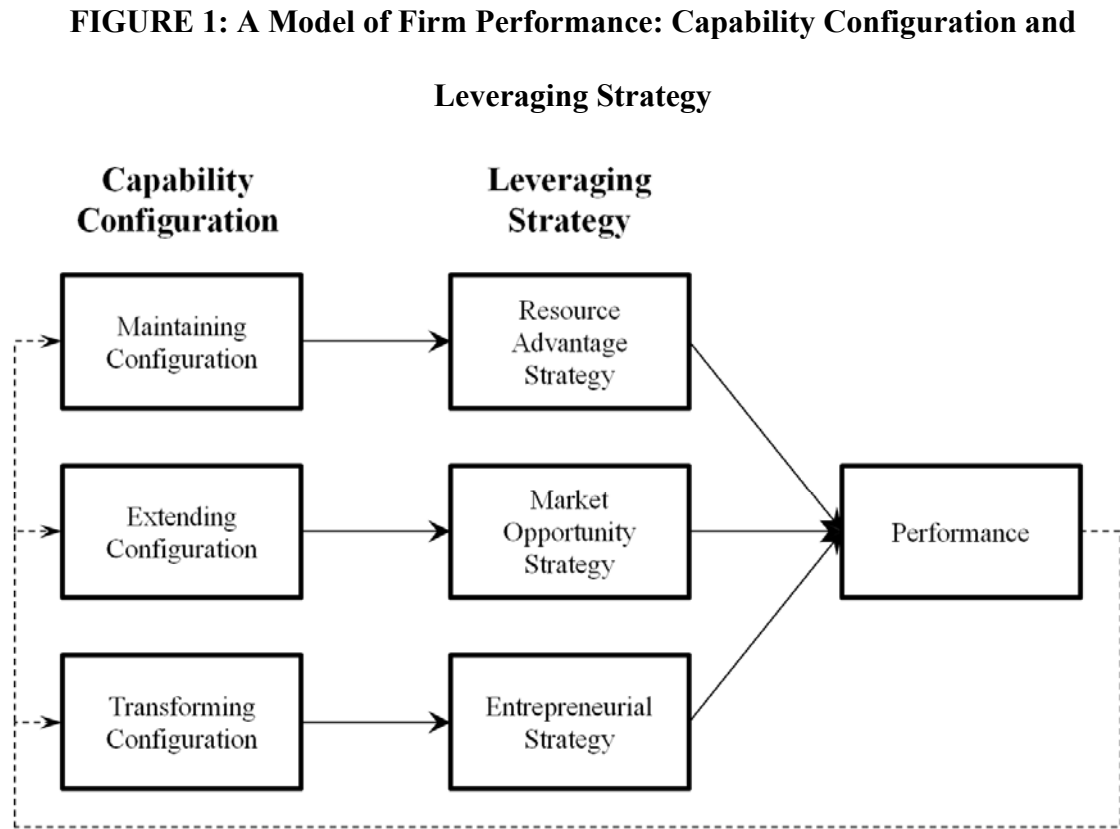 FIGURE 1: A Model of Firm Performance: Capability Configuration and
Leveraging Strategy
Capability
Configuration
Leveraging
Strategy
Maintaining
Configuration
Resource
Advantage
Strategy
Extending
Configuration
Market
Opportunity
Strategy
Performance
Transforming
Configuration
Entrepreneurial
Strategy